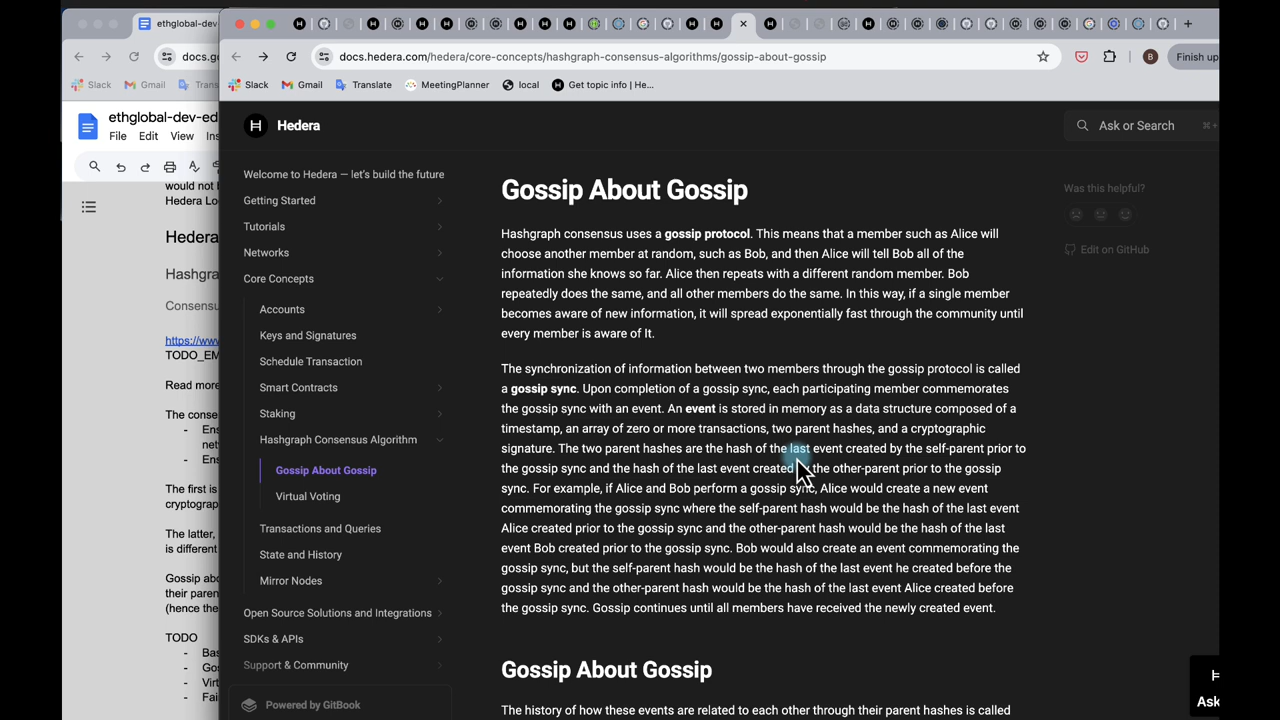 ethglobal-dev-ed
docs.go
Slack
Gmail
Trans
ethglobal-dev-ed
File Edit View Ins
would not
Hedera Lo
Hedera
Hashgra
Consensu
https://www
TODO_EM
Read more
The conse
- Ens
net
- Ens
The first is
cryptograp
The latter,
is different
Gossip abo
their paren
(hence the
TODO
- Bas
- Gos
- Virt
- Fai
docs.hedera.com/hedera/core-concepts/hashgraph-consensus-algorithms/gossip-about-gossip
B
Finish up
Slack Gmail Translate MeetingPlanner local Get topic info | He...
H Hedera
Ask or Search
Welcome to Hedera — let's build the future
Getting Started
Tutorials
Networks
Core Concepts
Accounts
Keys and Signatures
Schedule Transaction
Smart Contracts
Staking
Hashgraph Consensus Algorithm
Gossip About Gossip
Virtual Voting
Transactions and Queries
State and History
Mirror Nodes
Open Source Solutions and Integrations
SDKs & APIs
Support & Community
Powered by GitBook
Gossip About Gossip
Hashgraph consensus uses a gossip protocol. This means that a member such as Alice will
choose another member at random, such as Bob, and then Alice will tell Bob all of the
information she knows so far. Alice then repeats with a different random member. Bob
repeatedly does the same, and all other members do the same. In this way, if a single member
becomes aware of new information, it will spread exponentially fast through the community until
every member is aware of It.
The synchronization of information between two members through the gossip protocol is called
a gossip sync. Upon completion of a gossip sync, each participating member commemorates
the gossip sync with an event. An event is stored in memory as a data structure composed of a
timestamp, an array of zero or more transactions, two parent hashes, and a cryptographic
signature. The two parent hashes are the hash of the last event created by the self-parent prior to
the gossip sync and the hash of the last event created by the other-parent prior to the gossip
sync. For example, if Alice and Bob perform a gossip sync, Alice would create a new event
commemorating the gossip sync where the self-parent hash would be the hash of the last event
Alice created prior to the gossip sync and the other-parent hash would be the hash of the last
event Bob created prior to the gossip sync. Bob would also create an event commemorating the
gossip sync, but the self-parent hash would be the hash of the last event he created before the
gossip sync and the other-parent hash would be the hash of the last event Alice created before
the gossip sync. Gossip continues until all members have received the newly created event.
Gossip About Gossip
The history of how these events are related to each other through their parent hashes is called
Was this helpful?
Edit on GitHub
Ask